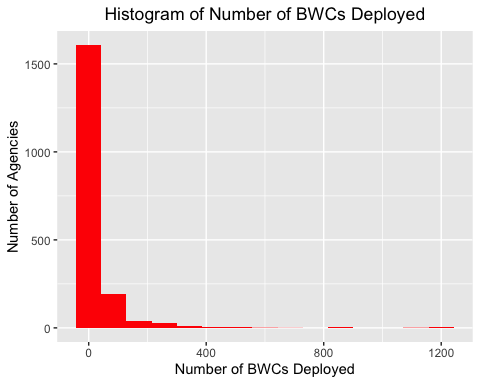 Histogram of Number of BWCs Deployed
Number of Agencies
1500
1000
500
0
0 400 800 1200
Number of BWCs Deployed